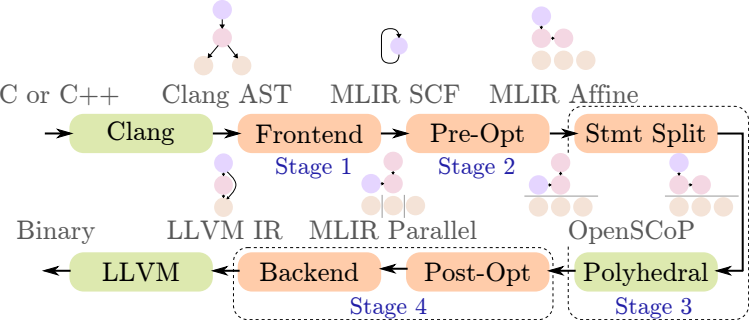 C or C++ Clang AST MLIR SCF MLIR Affine
Clang Frontend Pre-Opt Stmt Split
Stage 1 Stage 2
Binary LLVM IR MLIR Parallel OpenSCoP
LLVM Backend Post-Opt Polyhedral
Stage 4 Stage 3